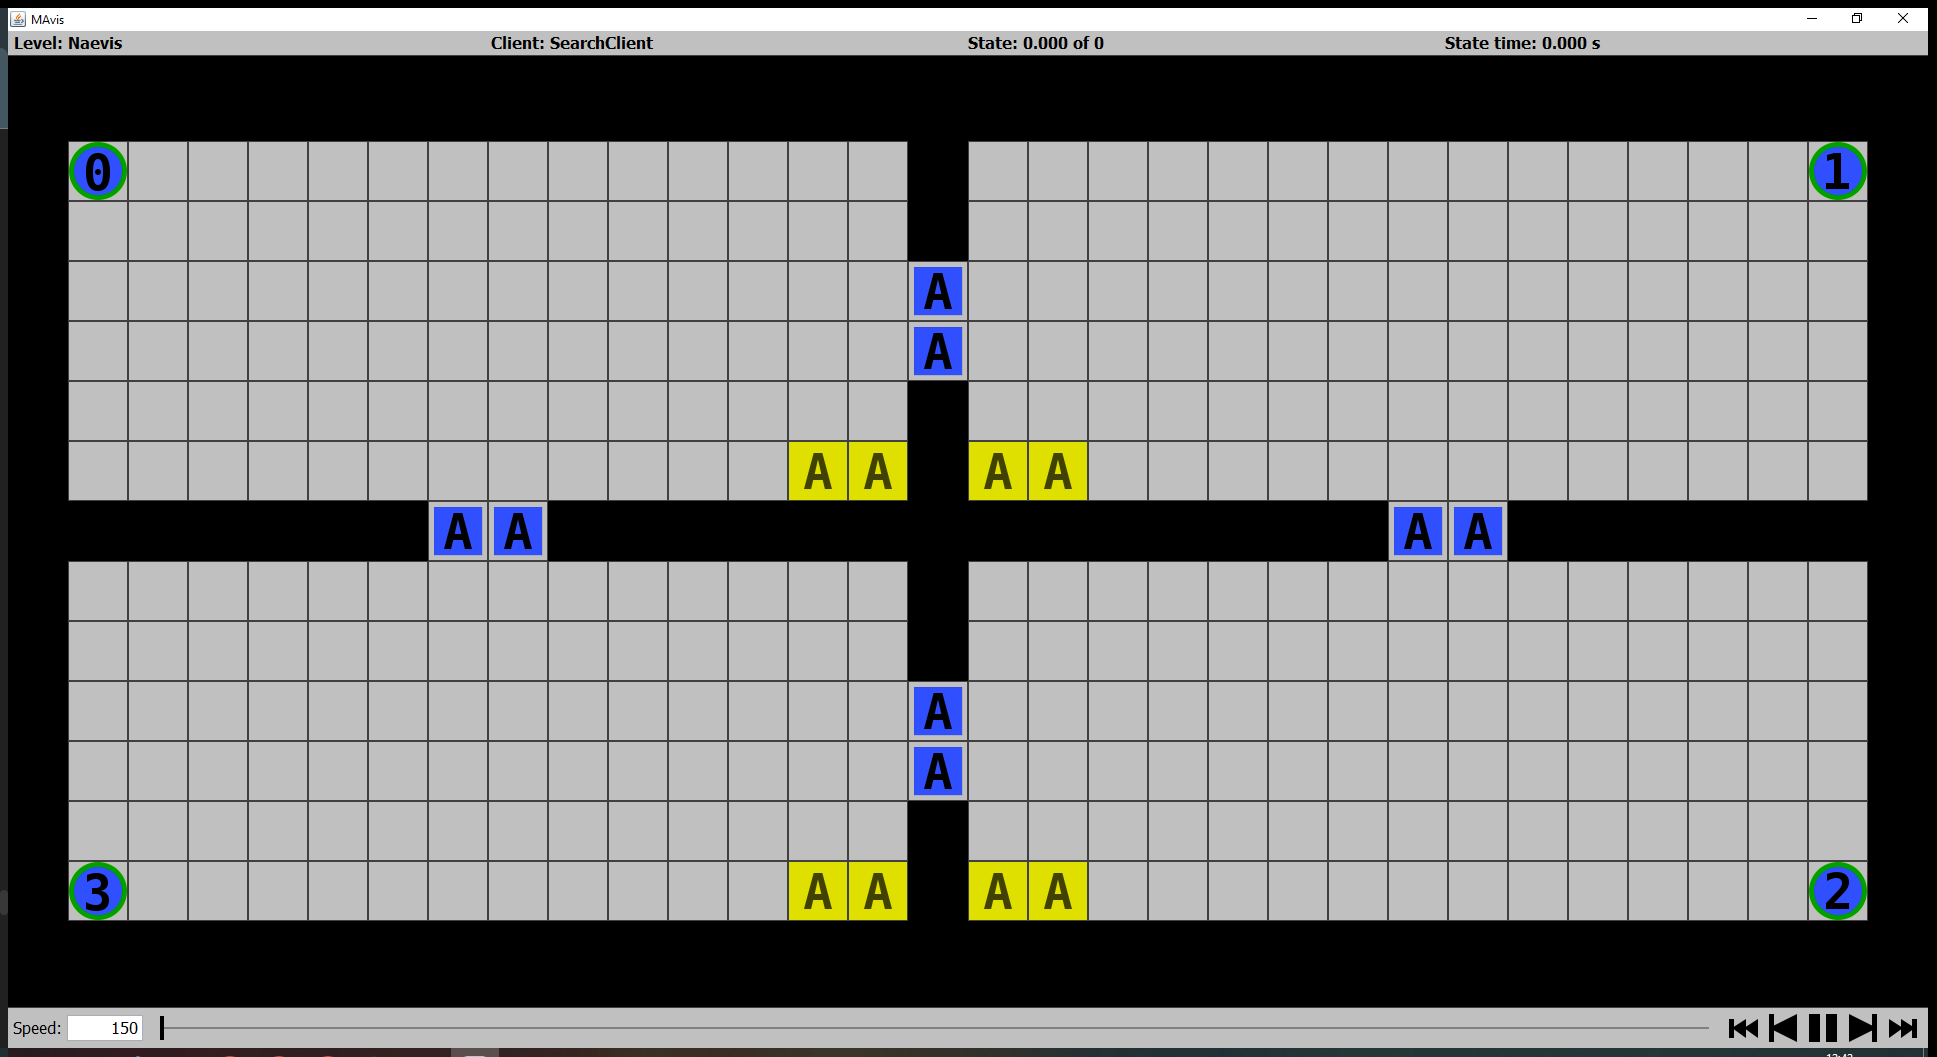 MAvis
Level: Naevis Client: SearchClient State: 0.000 of 0 State time: 0.000 s
0 1
A
A
A A A A
A A A A
A
A
3 A A A A 2
Speed: 150